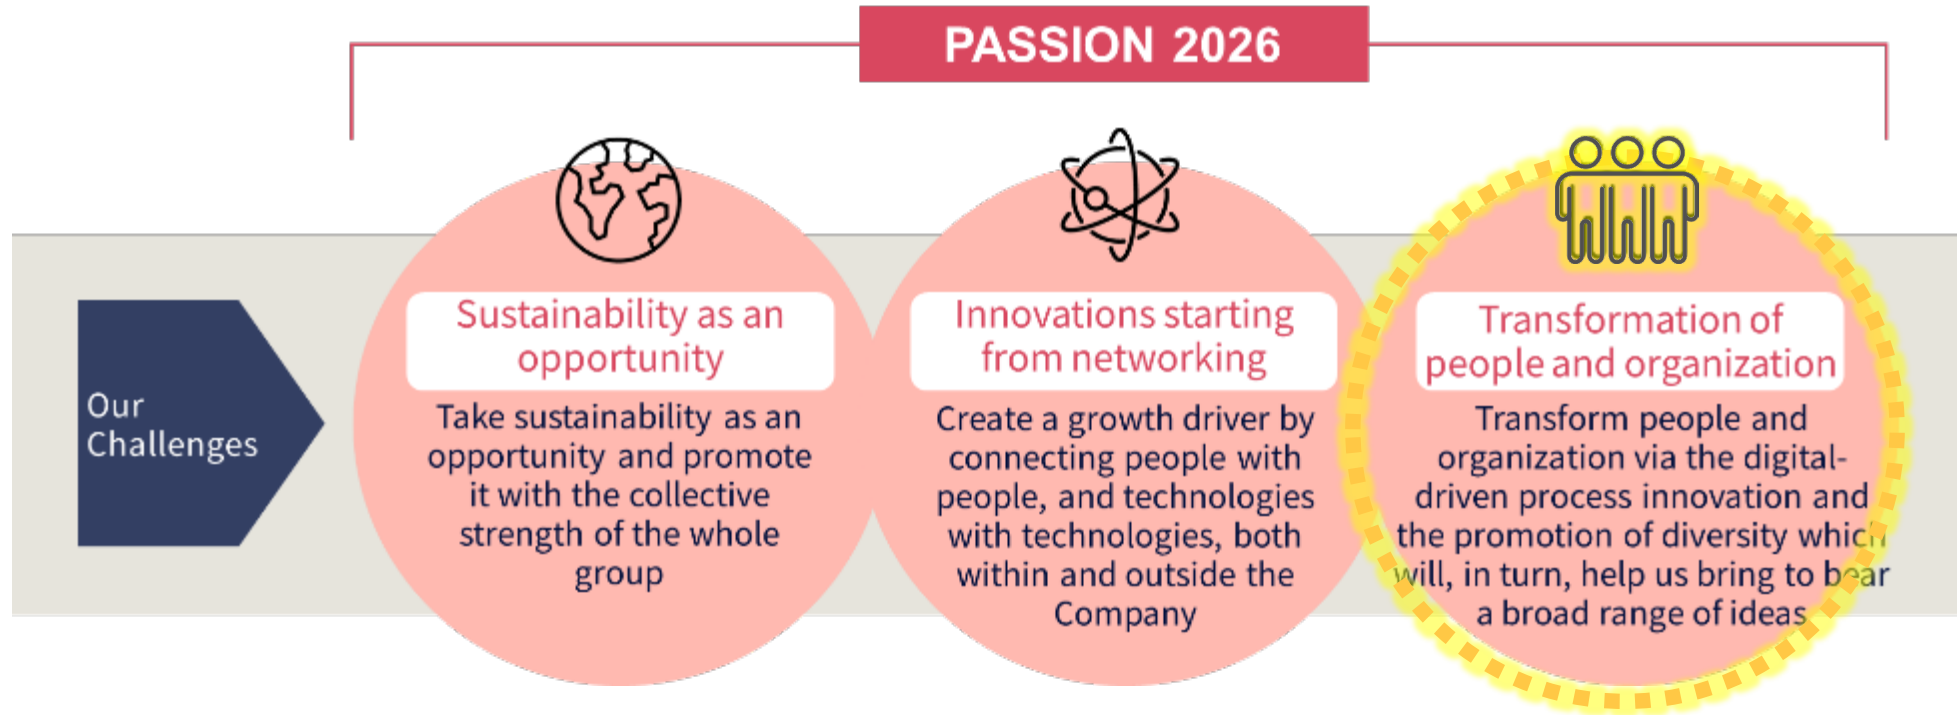 PASSION 2026
Our
Challenges
Sustainability as an
opportunity
Take sustainability as an
opportunity and promote
it with the collective
strength of the whole
group
Innovations starting
from networking
Create a growth driver by
connecting people with
people, and technologies
with technologies, both
within and outside the
Company
Transformation of
people and organization
Transform people and
organization via the digital-
driven process innovation and
the promotion of diversity which
will, in turn, help us bring to bear
a broad range of ideas